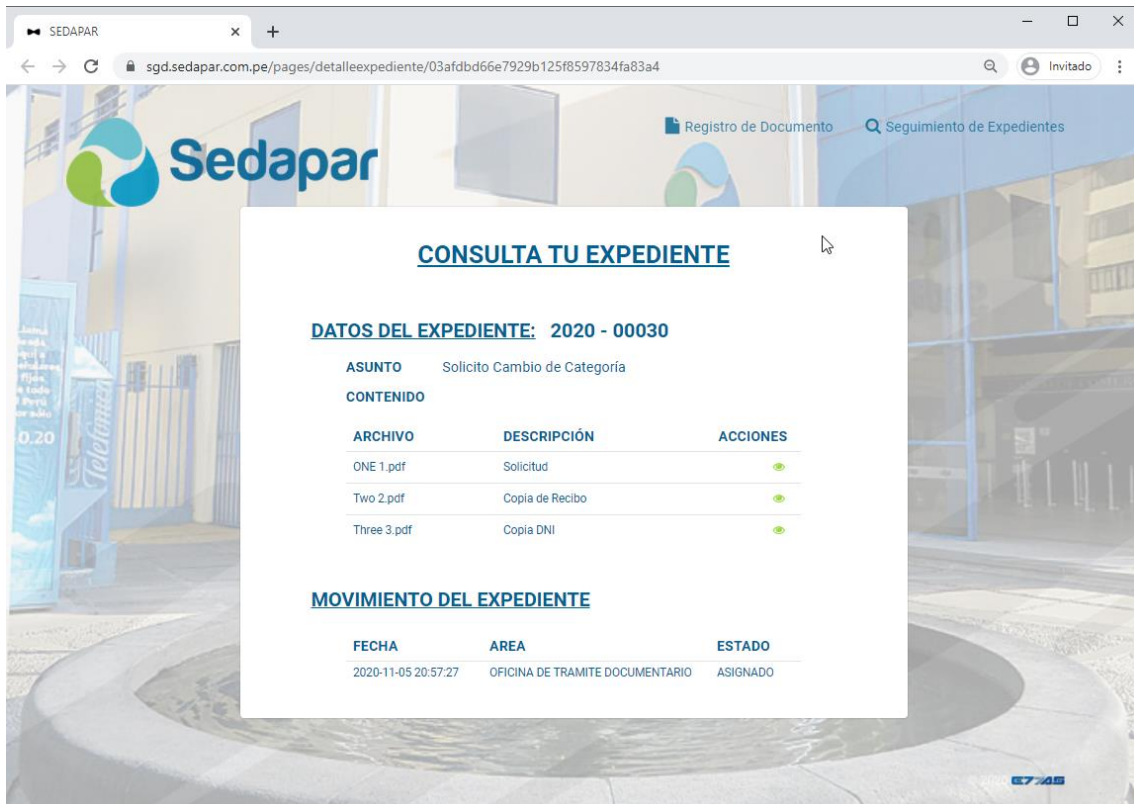 SEDAPAR
sgd.sedapar.com.pe/pages/detalleexpediente/03afdbd66e7929b125f8597834fa83a4
Invitado
Sedapar
Registro de Documento Seguimiento de Expedientes
CONSULTA TU EXPEDIENTE
DATOS DEL EXPEDIENTE: 2020 - 00030
ASUNTO Solicito Cambio de Categoría
CONTENIDO
ARCHIVO DESCRIPCIÓN ACCIONES
ONE 1.pdf Solicitud
Two 2.pdf Copia de Recibo
Three 3.pdf Copia DNI
MOVIMIENTO DEL EXPEDIENTE
FECHA AREA ESTADO
2020-11-05 20:57:27 OFICINA DE TRAMITE DOCUMENTARIO ASIGNADO
0.20
Telefónica